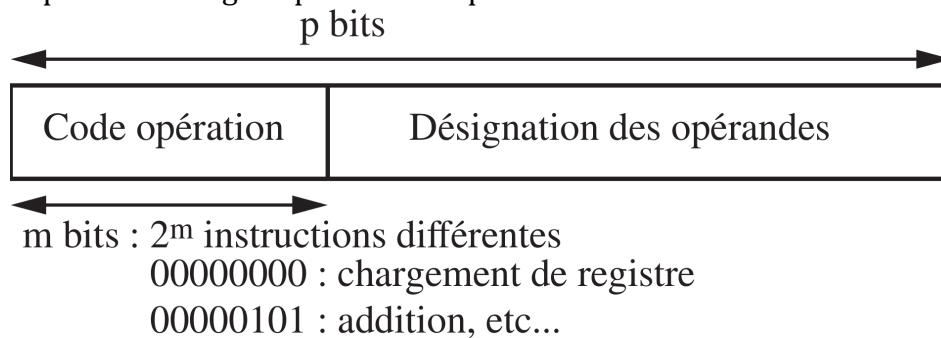 p bits
Code opération
Désignation des opérandes
m bits : 2ᵐ instructions différentes
00000000 : chargement de registre
00000101 : addition, etc...